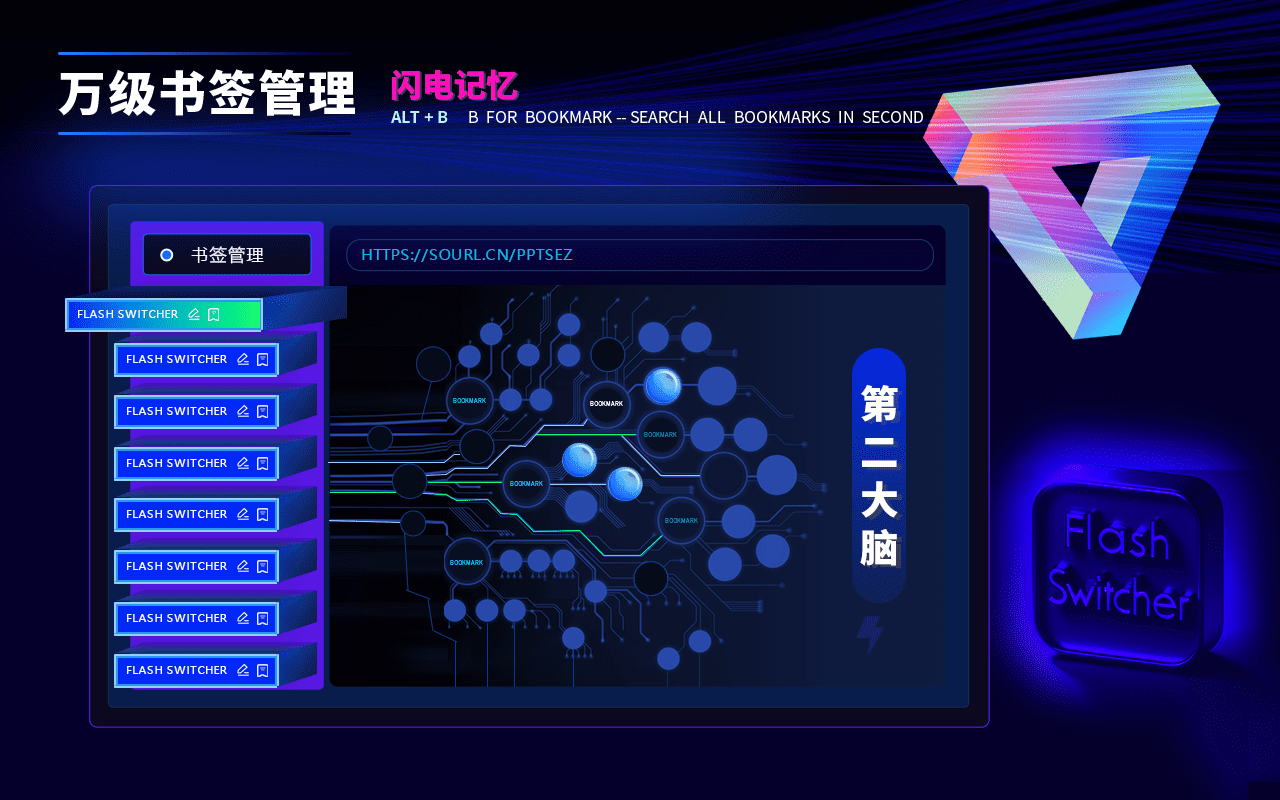 万级书签管理
闪电记忆
ALT + B B FOR BOOKMARK -- SEARCH ALL BOOKMARKS IN SECOND
书签管理
HTTPS://SOURL.CN/PPTSEZ
FLASH SWITCHER
FLASH SWITCHER
FLASH SWITCHER
FLASH SWITCHER
FLASH SWITCHER
FLASH SWITCHER
FLASH SWITCHER
FLASH SWITCHER
BOOKMARK
BOOKMARK
BOOKMARK
BOOKMARK
BOOKMARK
BOOKMARK
第二大脑
Flash
Switcher